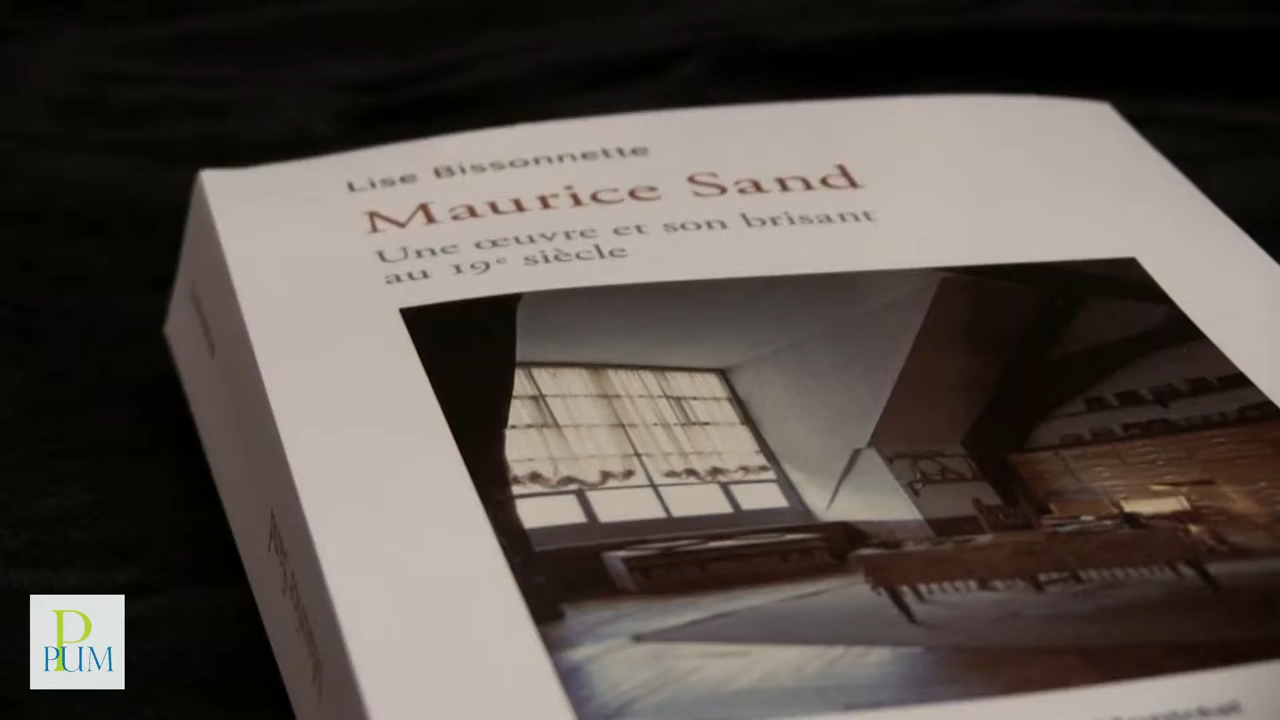 Lise Bissonnette
Maurice Sand
Une œuvre et son brisant
au 19e siècle
P
PUM